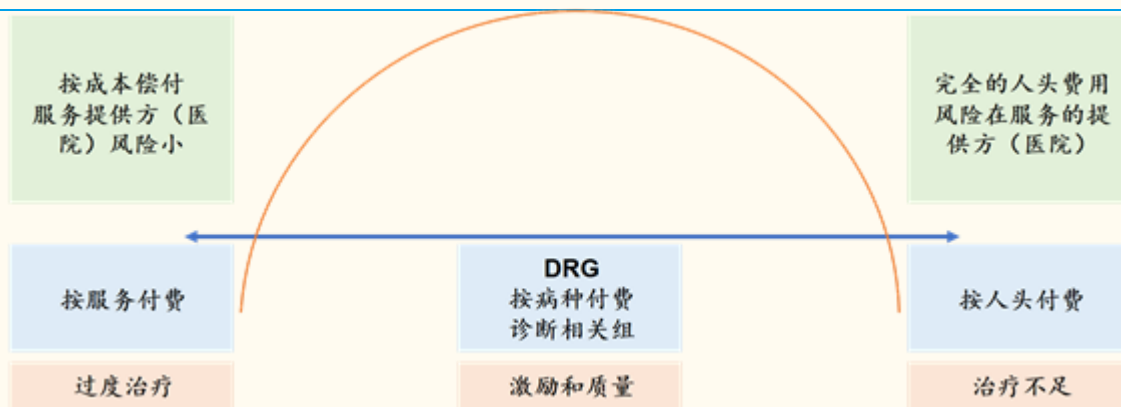 按成本偿付
服务提供方（医
院）风险小
完全的人头费用
风险在服务的提
供方（医院）
按服务付费
DRG
按病种付费
诊断相关组
按人头付费
过度治疗
激励和质量
治疗不足